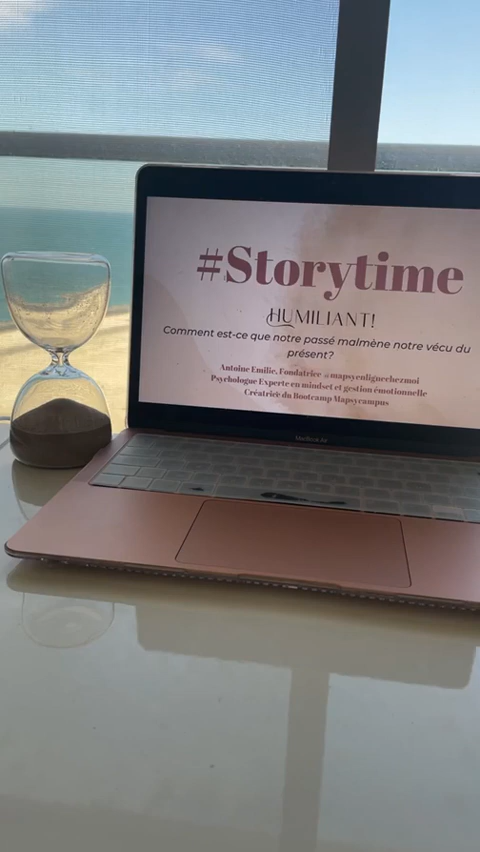 #Storytime
HUMILIANT!
Comment est-ce que notre passé malmène notre vécu du
présent?
Antoine Emilie, Fondatrice @mapsyenlignechezmoi
Psychologue Experte en mindset et gestion émotionnelle
Créatrice du Bootcamp Mapsycampus
MacBook Air